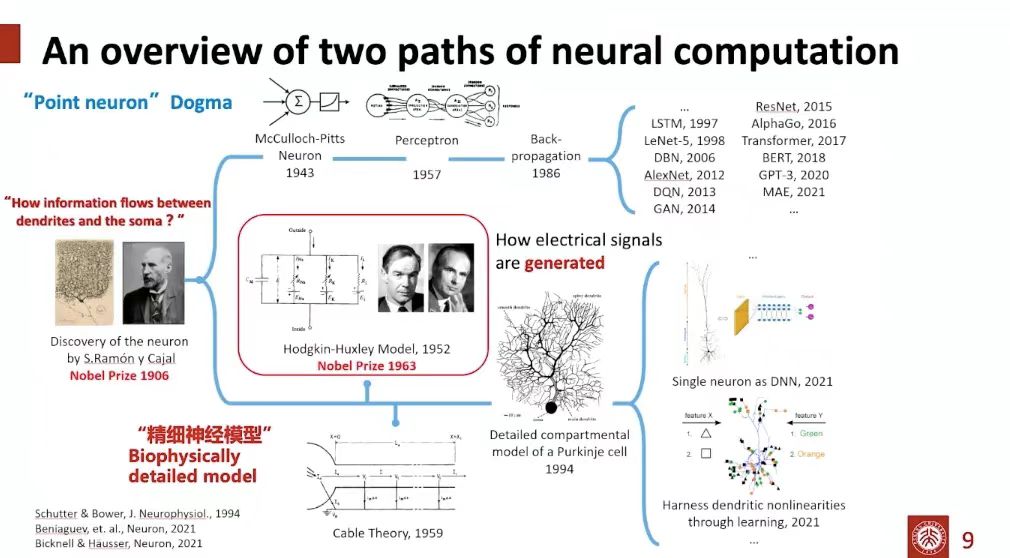 An overview of two paths of neural computation
“Point neuron” Dogma
Σ
McCulloch-Pitts
Neuron
1943
Perceptron
1957
Back-
propagation
1986
...
LSTM, 1997
LeNet-5, 1998
DBN, 2006
AlexNet, 2012
DQN, 2013
GAN, 2014
ResNet, 2015
AlphaGo, 2016
Transformer, 2017
BERT, 2018
GPT-3, 2020
MAE, 2021
...
“How information flows between
dendrites and the soma ? “
Discovery of the neuron
by S.Ramón y Cajal
Nobel Prize 1906
Outside
Inside
Hodgkin-Huxley Model, 1952
Nobel Prize 1963
How electrical signals
are generated
spiny dendrite
smooth dendrite
main dendrite
Detailed compartmental
model of a Purkinje cell
1994
...
Single neuron as DNN, 2021
feature X
1.
2.
feature Y
1. Green
2. Orange
Harness dendritic nonlinearities
through learning, 2021
...
“精细神经模型”
Biophysically
detailed model
Cable Theory, 1959
Schutter & Bower, J. Neurophysiol., 1994
Beniaguev, et. al., Neuron, 2021
Bicknell & Häusser, Neuron, 2021
9